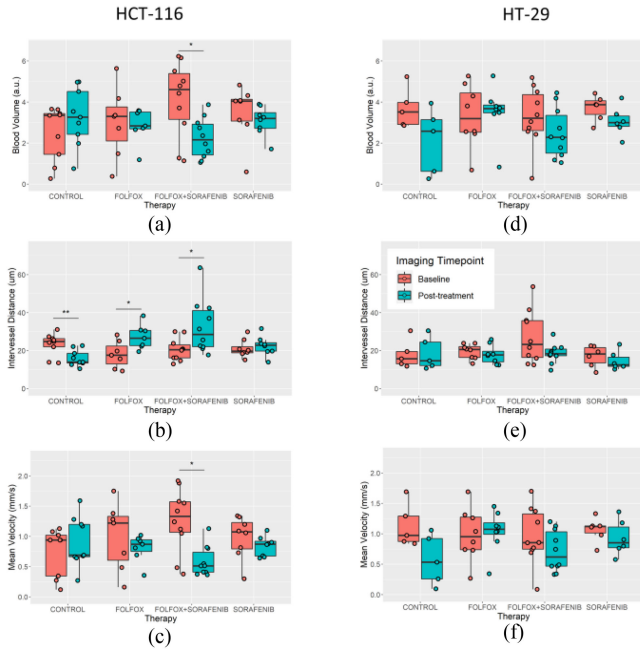 HCT-116
HT-29
*
Blood Volume (a.u.)
6
4
2
0
CONTROL FOLFOX FOLFOX+SORAFENIB SORAFENIB
Therapy
(a)
Blood Volume (a.u.)
6
4
2
0
CONTROL FOLFOX FOLFOX+SORAFENIB SORAFENIB
Therapy
(d)
** * *
Intervessel Distance (um)
60
40
20
0
CONTROL FOLFOX FOLFOX+SORAFENIB SORAFENIB
Therapy
(b)
Imaging Timepoint
Baseline
Post-treatment
Intervessel Distance (um)
60
40
20
0
CONTROL FOLFOX FOLFOX+SORAFENIB SORAFENIB
Therapy
(e)
*
Mean Velocity (mm/s)
2.0
1.5
1.0
0.5
0.0
CONTROL FOLFOX FOLFOX+SORAFENIB SORAFENIB
Therapy
(c)
Mean Velocity (mm/s)
2.0
1.5
1.0
0.5
0.0
CONTROL FOLFOX FOLFOX+SORAFENIB SORAFENIB
Therapy
(f)